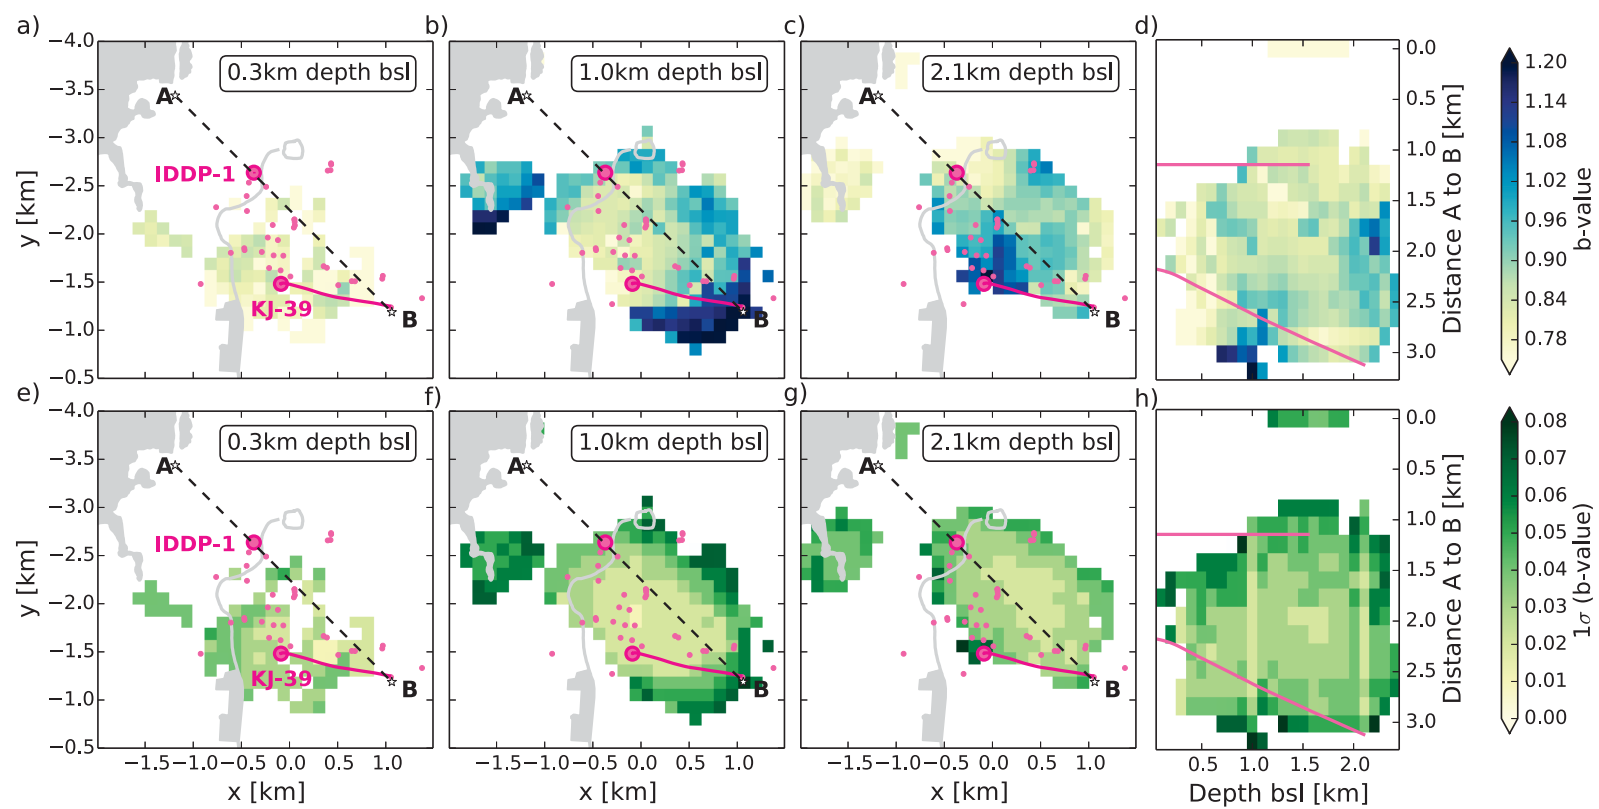 a)
b)
c)
d)
−4.0
−3.5
−3.0
−2.5
−2.0
−1.5
−1.0
−0.5
y [km]
0.3km depth bsl
A
IDDP-1
KJ-39
B
1.0km depth bsl
A
B
2.1km depth bsl
A
B
0.0
0.5
1.0
1.5
2.0
2.5
3.0
Distance A to B [km]
1.20
1.14
1.08
1.02
0.96
0.90
0.84
0.78
b-value
e)
f)
g)
h)
−4.0
−3.5
−3.0
−2.5
−2.0
−1.5
−1.0
−0.5
y [km]
0.3km depth bsl
A
IDDP-1
KJ-39
B
−1.5−1.0−0.5 0.0 0.5 1.0
x [km]
1.0km depth bsl
A
B
−1.5−1.0−0.5 0.0 0.5 1.0
x [km]
2.1km depth bsl
A
B
−1.5−1.0−0.5 0.0 0.5 1.0
x [km]
0.0
0.5
1.0
1.5
2.0
2.5
3.0
Distance A to B [km]
0.5 1.0 1.5 2.0
Depth bsl [km]
0.08
0.07
0.06
0.05
0.04
0.03
0.02
0.01
0.00
1σ (b-value)